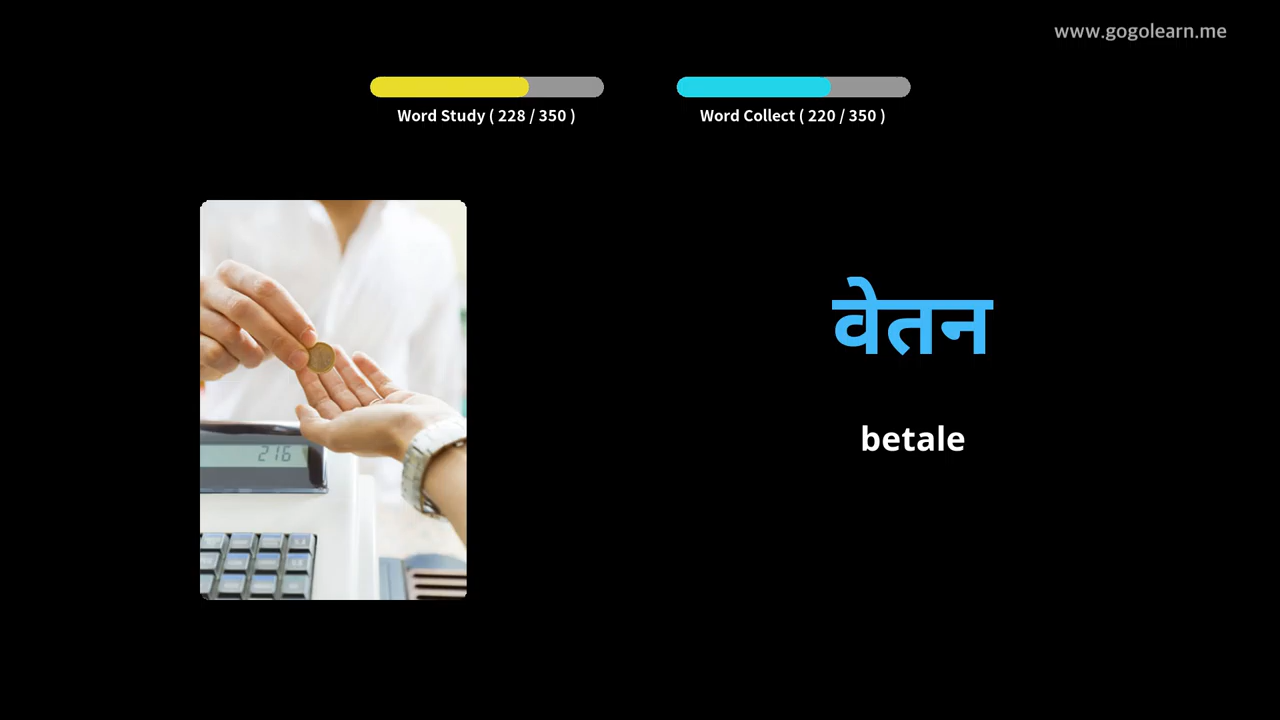 www.gogolearn.me
Word Study ( 228 / 350 )
Word Collect ( 220 / 350 )
वेतन
betale
216